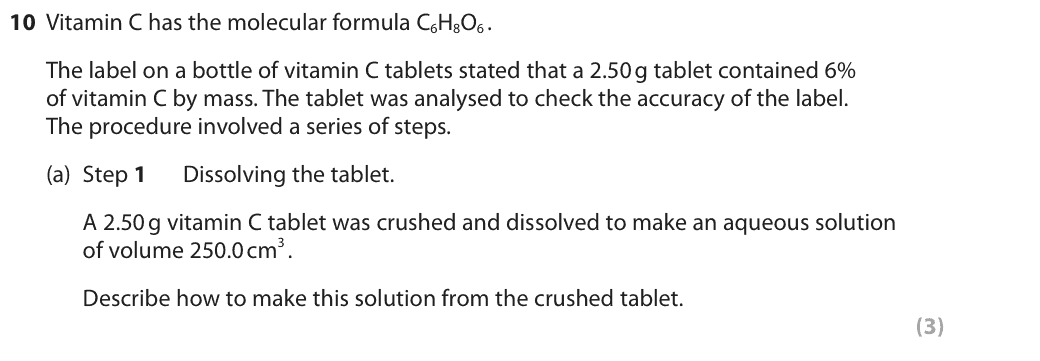 10 Vitamin C has the molecular formula C₆H₈O₆.
The label on a bottle of vitamin C tablets stated that a 2.50 g tablet contained 6%
of vitamin C by mass. The tablet was analysed to check the accuracy of the label.
The procedure involved a series of steps.
(a) Step 1 Dissolving the tablet.
A 2.50 g vitamin C tablet was crushed and dissolved to make an aqueous solution
of volume 250.0 cm³.
Describe how to make this solution from the crushed tablet.
(3)